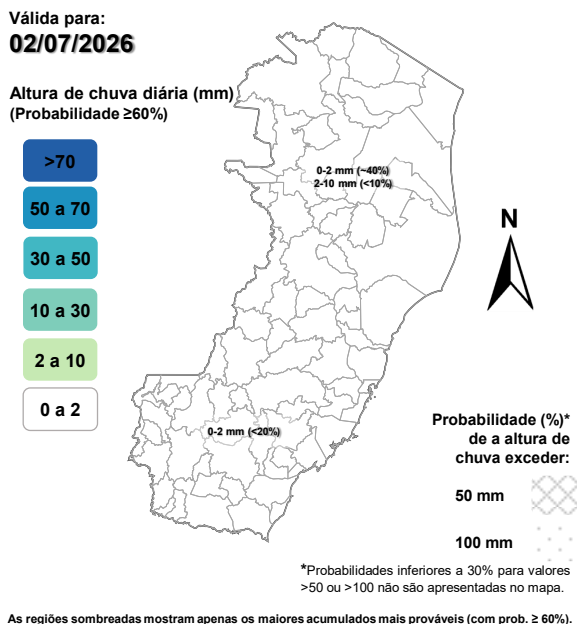 Válida para:
02/07/2026
Altura de chuva diária (mm)
(Probabilidade ≥60%)
>70
50 a 70
30 a 50
10 a 30
2 a 10
0 a 2
0-2 mm (~40%)
2-10 mm (<10%)
0-2 mm (<20%)
N
Probabilidade (%)*
de a altura de
chuva exceder:
50 mm
100 mm
*Probabilidades inferiores a 30% para valores
>50 ou >100 não são apresentadas no mapa.
As regiões sombreadas mostram apenas os maiores acumulados mais prováveis (com prob. ≥ 60%).